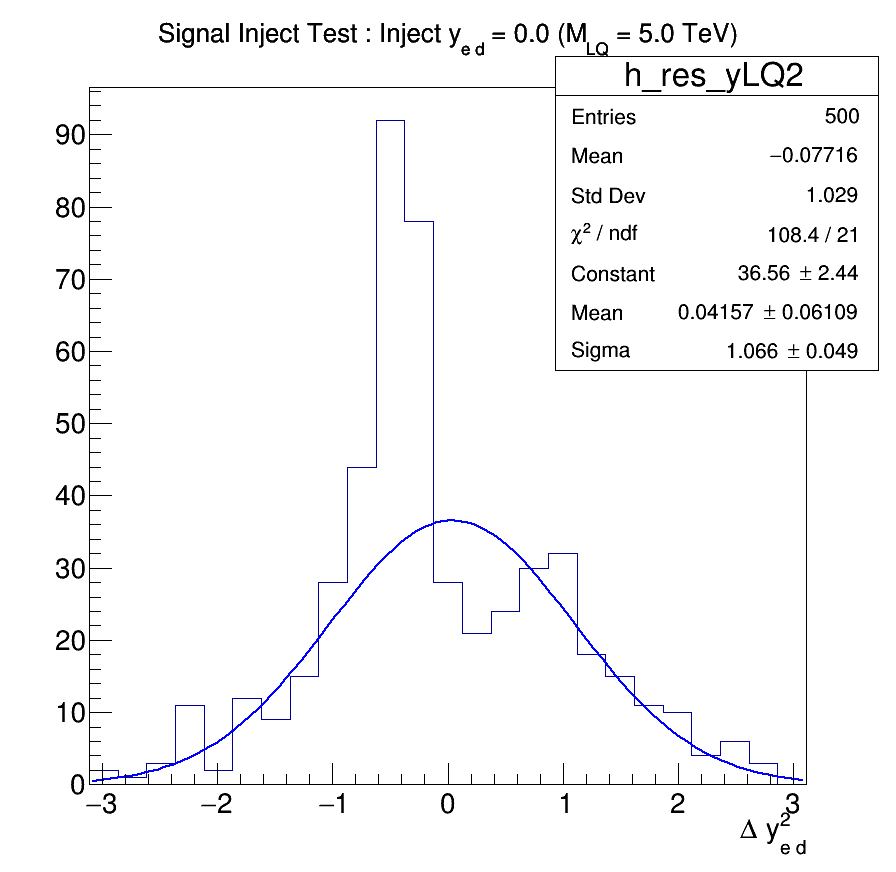 Signal Inject Test : Inject y_{e d} = 0.0 (M_{LQ} = 5.0 TeV)
h_res_yLQ2
Entries 500
Mean −0.07716
Std Dev 1.029
χ² / ndf 108.4 / 21
Constant 36.56 ± 2.44
Mean 0.04157 ± 0.06109
Sigma 1.066 ± 0.049
90
80
70
60
50
40
30
20
10
0
−3 −2 −1 0 1 2 3
Δ y²_{e d}